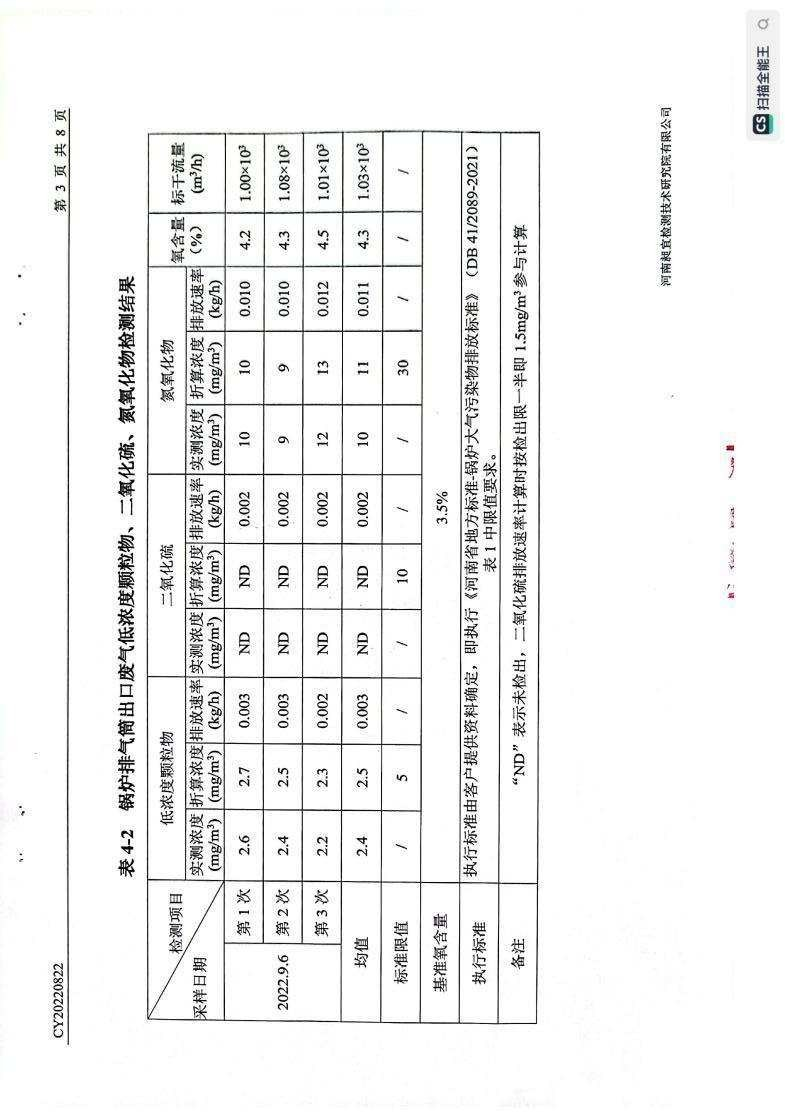 CY20220822
第 3 页 共 8 页
表 4-2 锅炉排气筒出口废气低浓度颗粒物、二氧化硫、氮氧化物检测结果
检测项目
采样日期
低浓度颗粒物
二氧化硫
氮氧化物
氧含量
（%）
标干流量
(m³/h)
实测浓度 折算浓度 排放速率 实测浓度 折算浓度 排放速率 实测浓度 折算浓度 排放速率
(mg/m³) (mg/m³) (kg/h) (mg/m³) (mg/m³) (kg/h) (mg/m³) (mg/m³) (kg/h)
2022.9.6
第 1 次 2.6 2.7 0.003 ND ND 0.002 10 10 0.010 4.2 1.00×10³
第 2 次 2.4 2.5 0.003 ND ND 0.002 9 9 0.010 4.3 1.08×10³
第 3 次 2.2 2.3 0.002 ND ND 0.002 12 13 0.012 4.5 1.01×10³
均值 2.4 2.5 0.003 ND ND 0.002 10 11 0.011 4.3 1.03×10³
标准限值 / 5 / / 10 / / 30 / / /
基准氧含量 3.5%
执行标准 执行标准由客户提供资料确定，即执行《河南省地方标准-锅炉大气污染物排放标准》（DB 41/2089-2021）
表 1 中限值要求。
备注 “ND”表示未检出，二氧化硫排放速率计算时按检出限一半即 1.5mg/m³ 参与计算
河南昶宜检测技术研究院有限公司
CS 扫描全能王